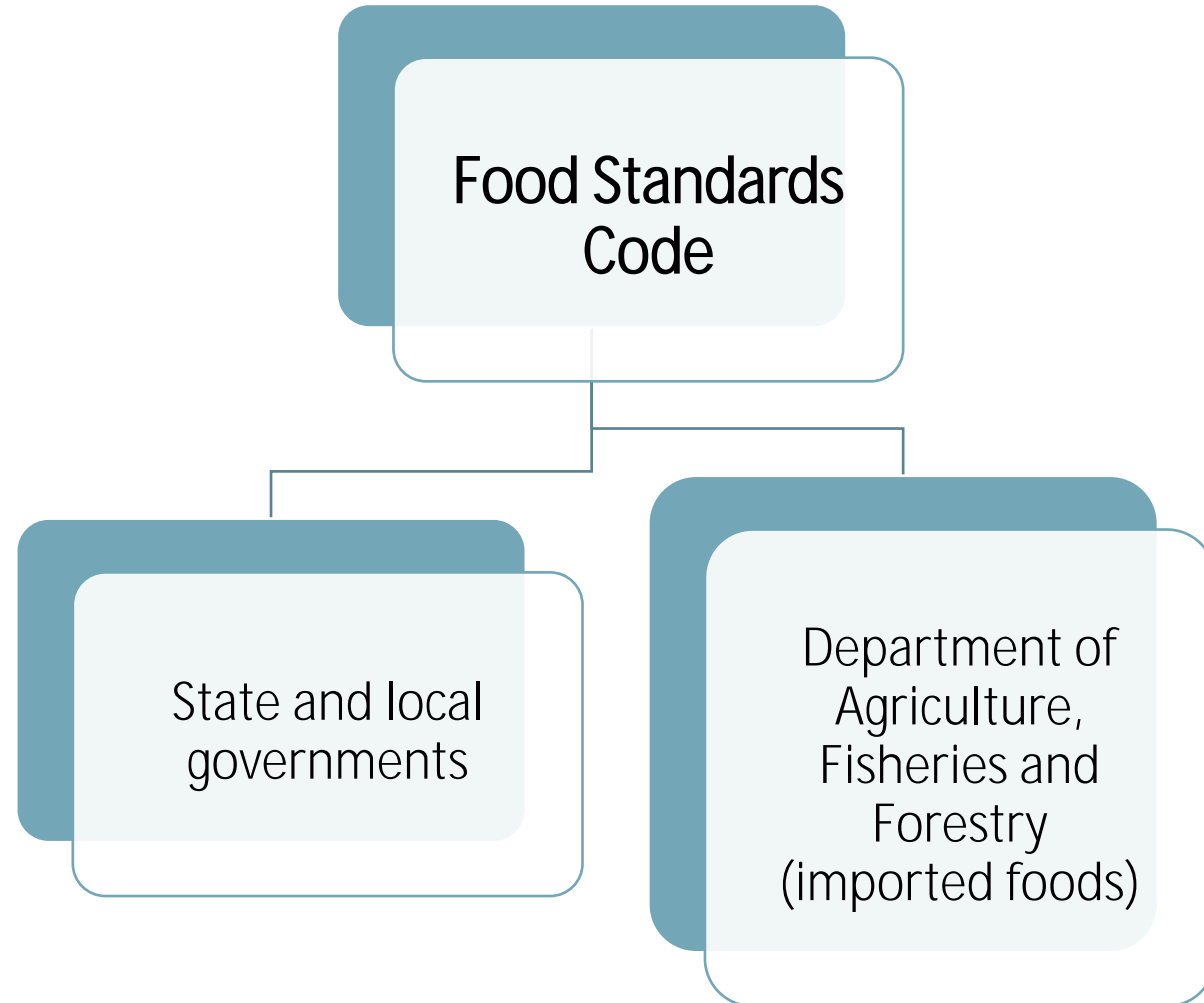 Food Standards
Code
State and local
governments
Department of
Agriculture,
Fisheries and
Forestry
(imported foods)